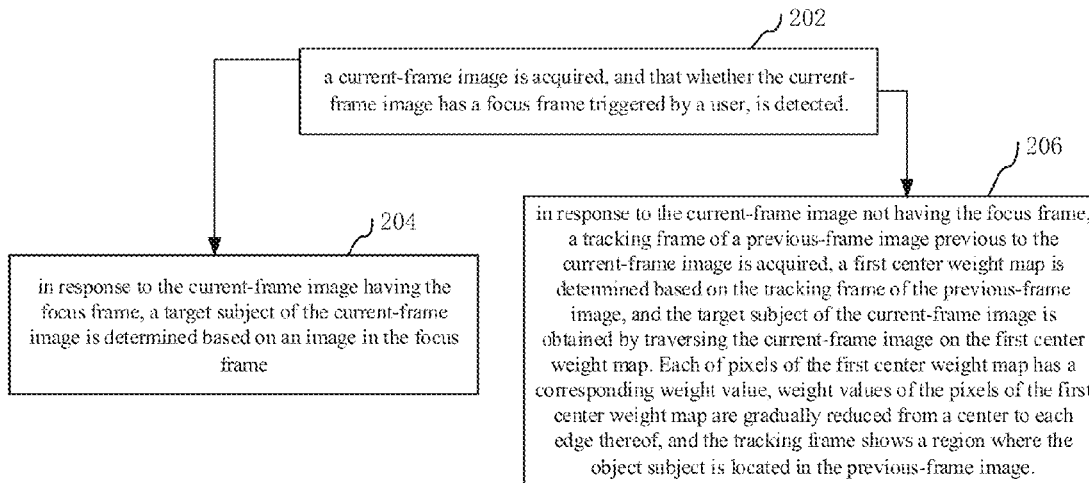 202
a current-frame image is acquired, and that whether the current-
frame image has a focus frame triggered by a user, is detected.
206
in response to the current-frame image not having the focus frame,
a tracking frame of a previous-frame image previous to the
current-frame image is acquired, a first center weight map is
determined based on the tracking frame of the previous-frame
image, and the target subject of the current-frame image is
obtained by traversing the current-frame image on the first center
weight map. Each of pixels of the first center weight map has a
corresponding weight value, weight values of the pixels of the first
center weight map are gradually reduced from a center to each
edge thereof, and the tracking frame shows a region where the
object subject is located in the previous-frame image.
204
in response to the current-frame image having the
focus frame, a target subject of the current-frame
image is determined based on an image in the focus
frame